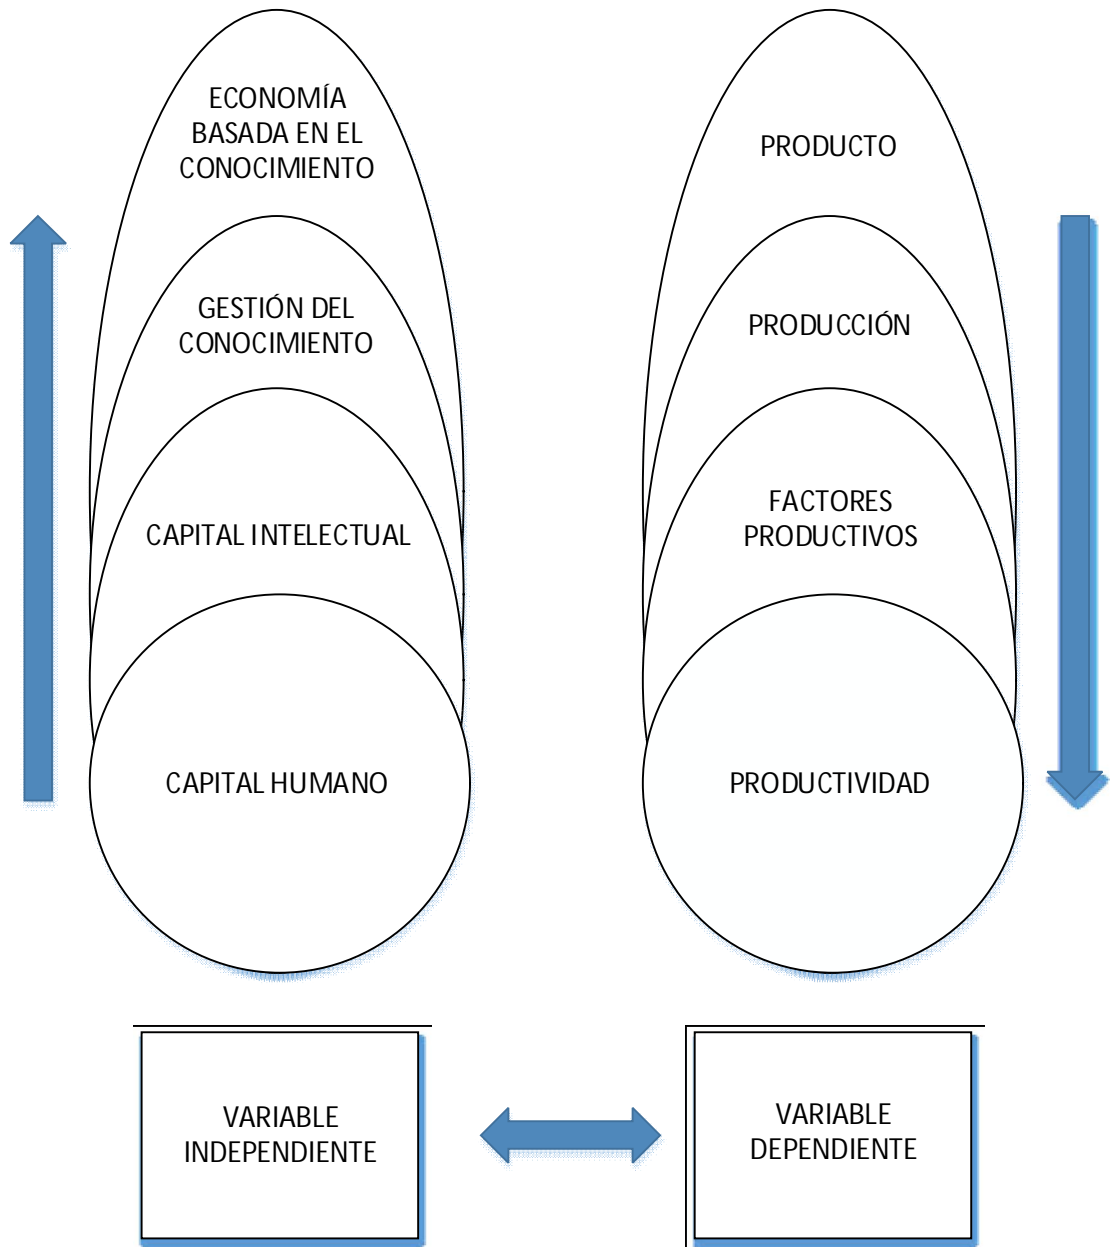 ECONOMÍA
BASADA EN EL
CONOCIMIENTO
GESTIÓN DEL
CONOCIMIENTO
CAPITAL INTELECTUAL
CAPITAL HUMANO
PRODUCTO
PRODUCCIÓN
FACTORES
PRODUCTIVOS
PRODUCTIVIDAD
VARIABLE
INDEPENDIENTE
VARIABLE
DEPENDIENTE